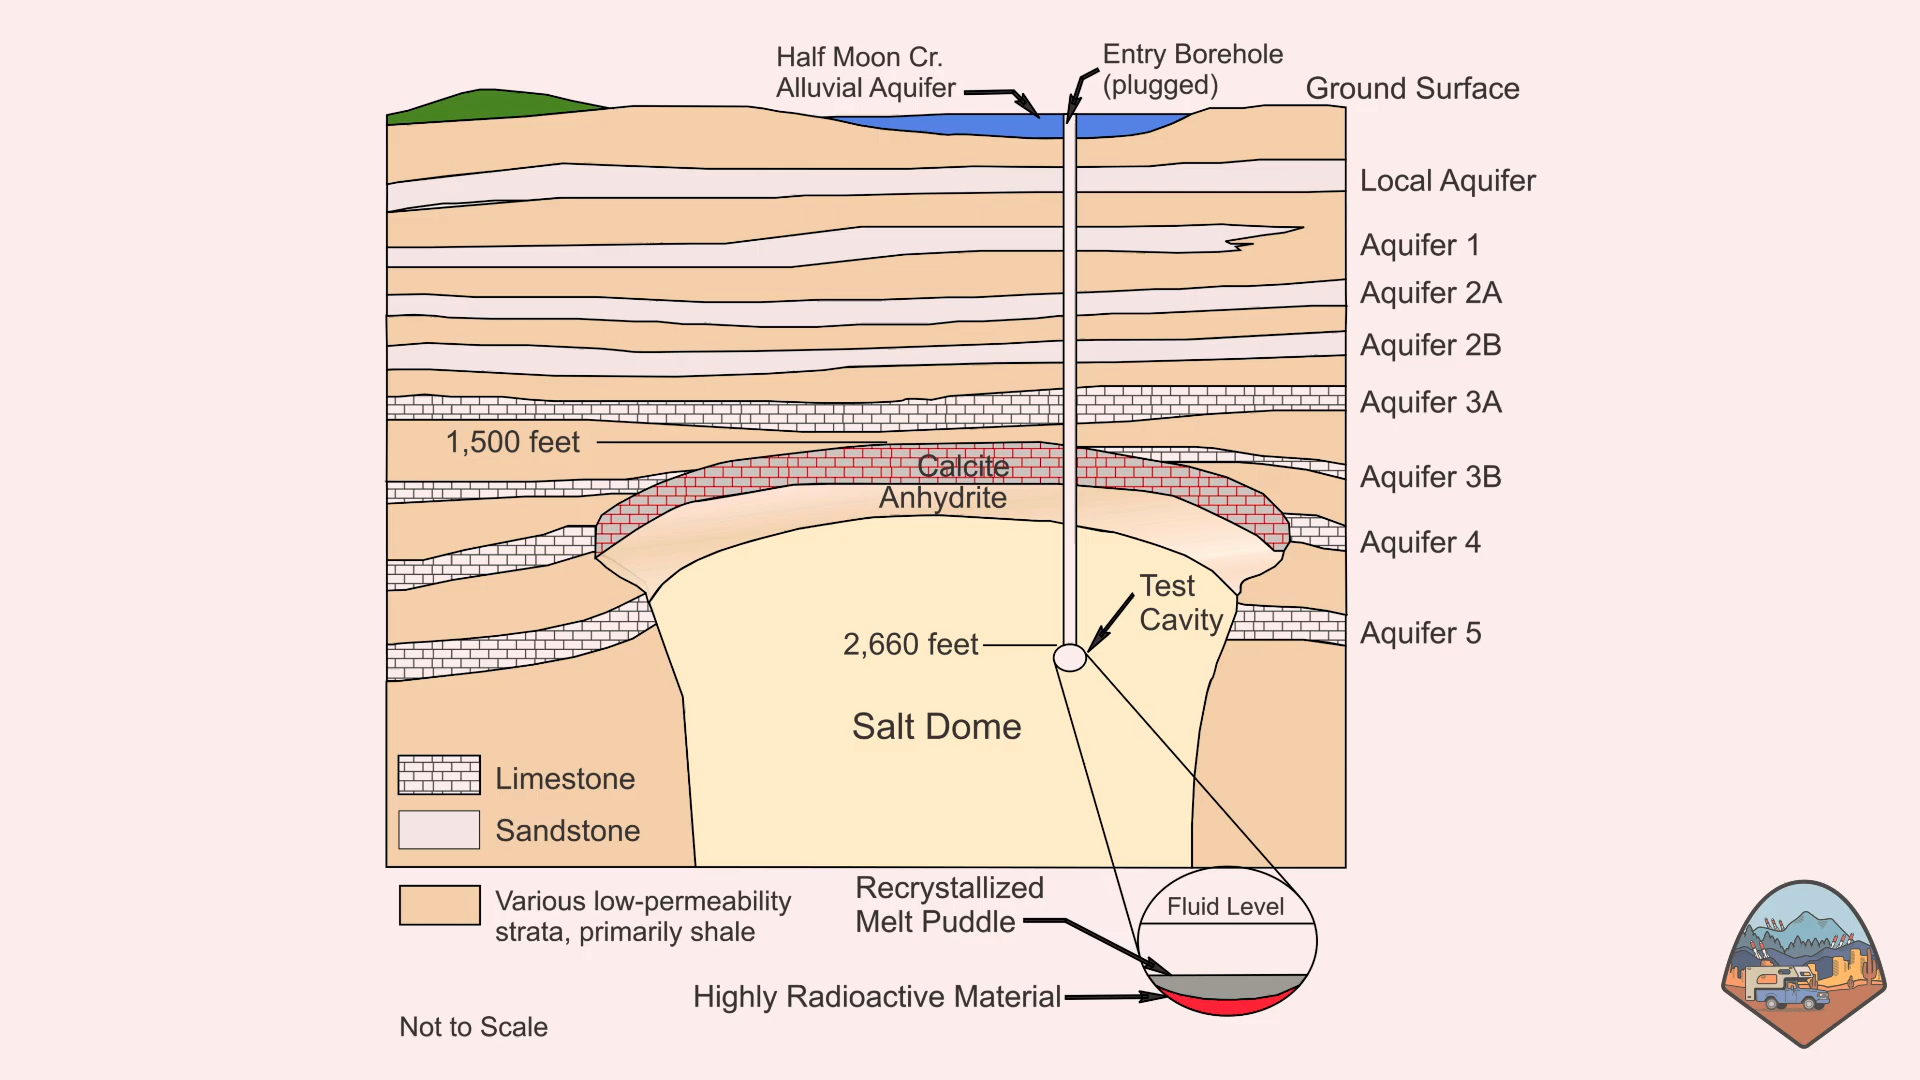 Half Moon Cr.
Alluvial Aquifer
Entry Borehole
(plugged)
Ground Surface
Local Aquifer
Aquifer 1
Aquifer 2A
Aquifer 2B
Aquifer 3A
1,500 feet
Calcite
Anhydrite
Aquifer 3B
Aquifer 4
Test
Cavity
Aquifer 5
2,660 feet
Salt Dome
Limestone
Sandstone
Various low-permeability
strata, primarily shale
Recrystallized
Melt Puddle
Fluid Level
Highly Radioactive Material
Not to Scale